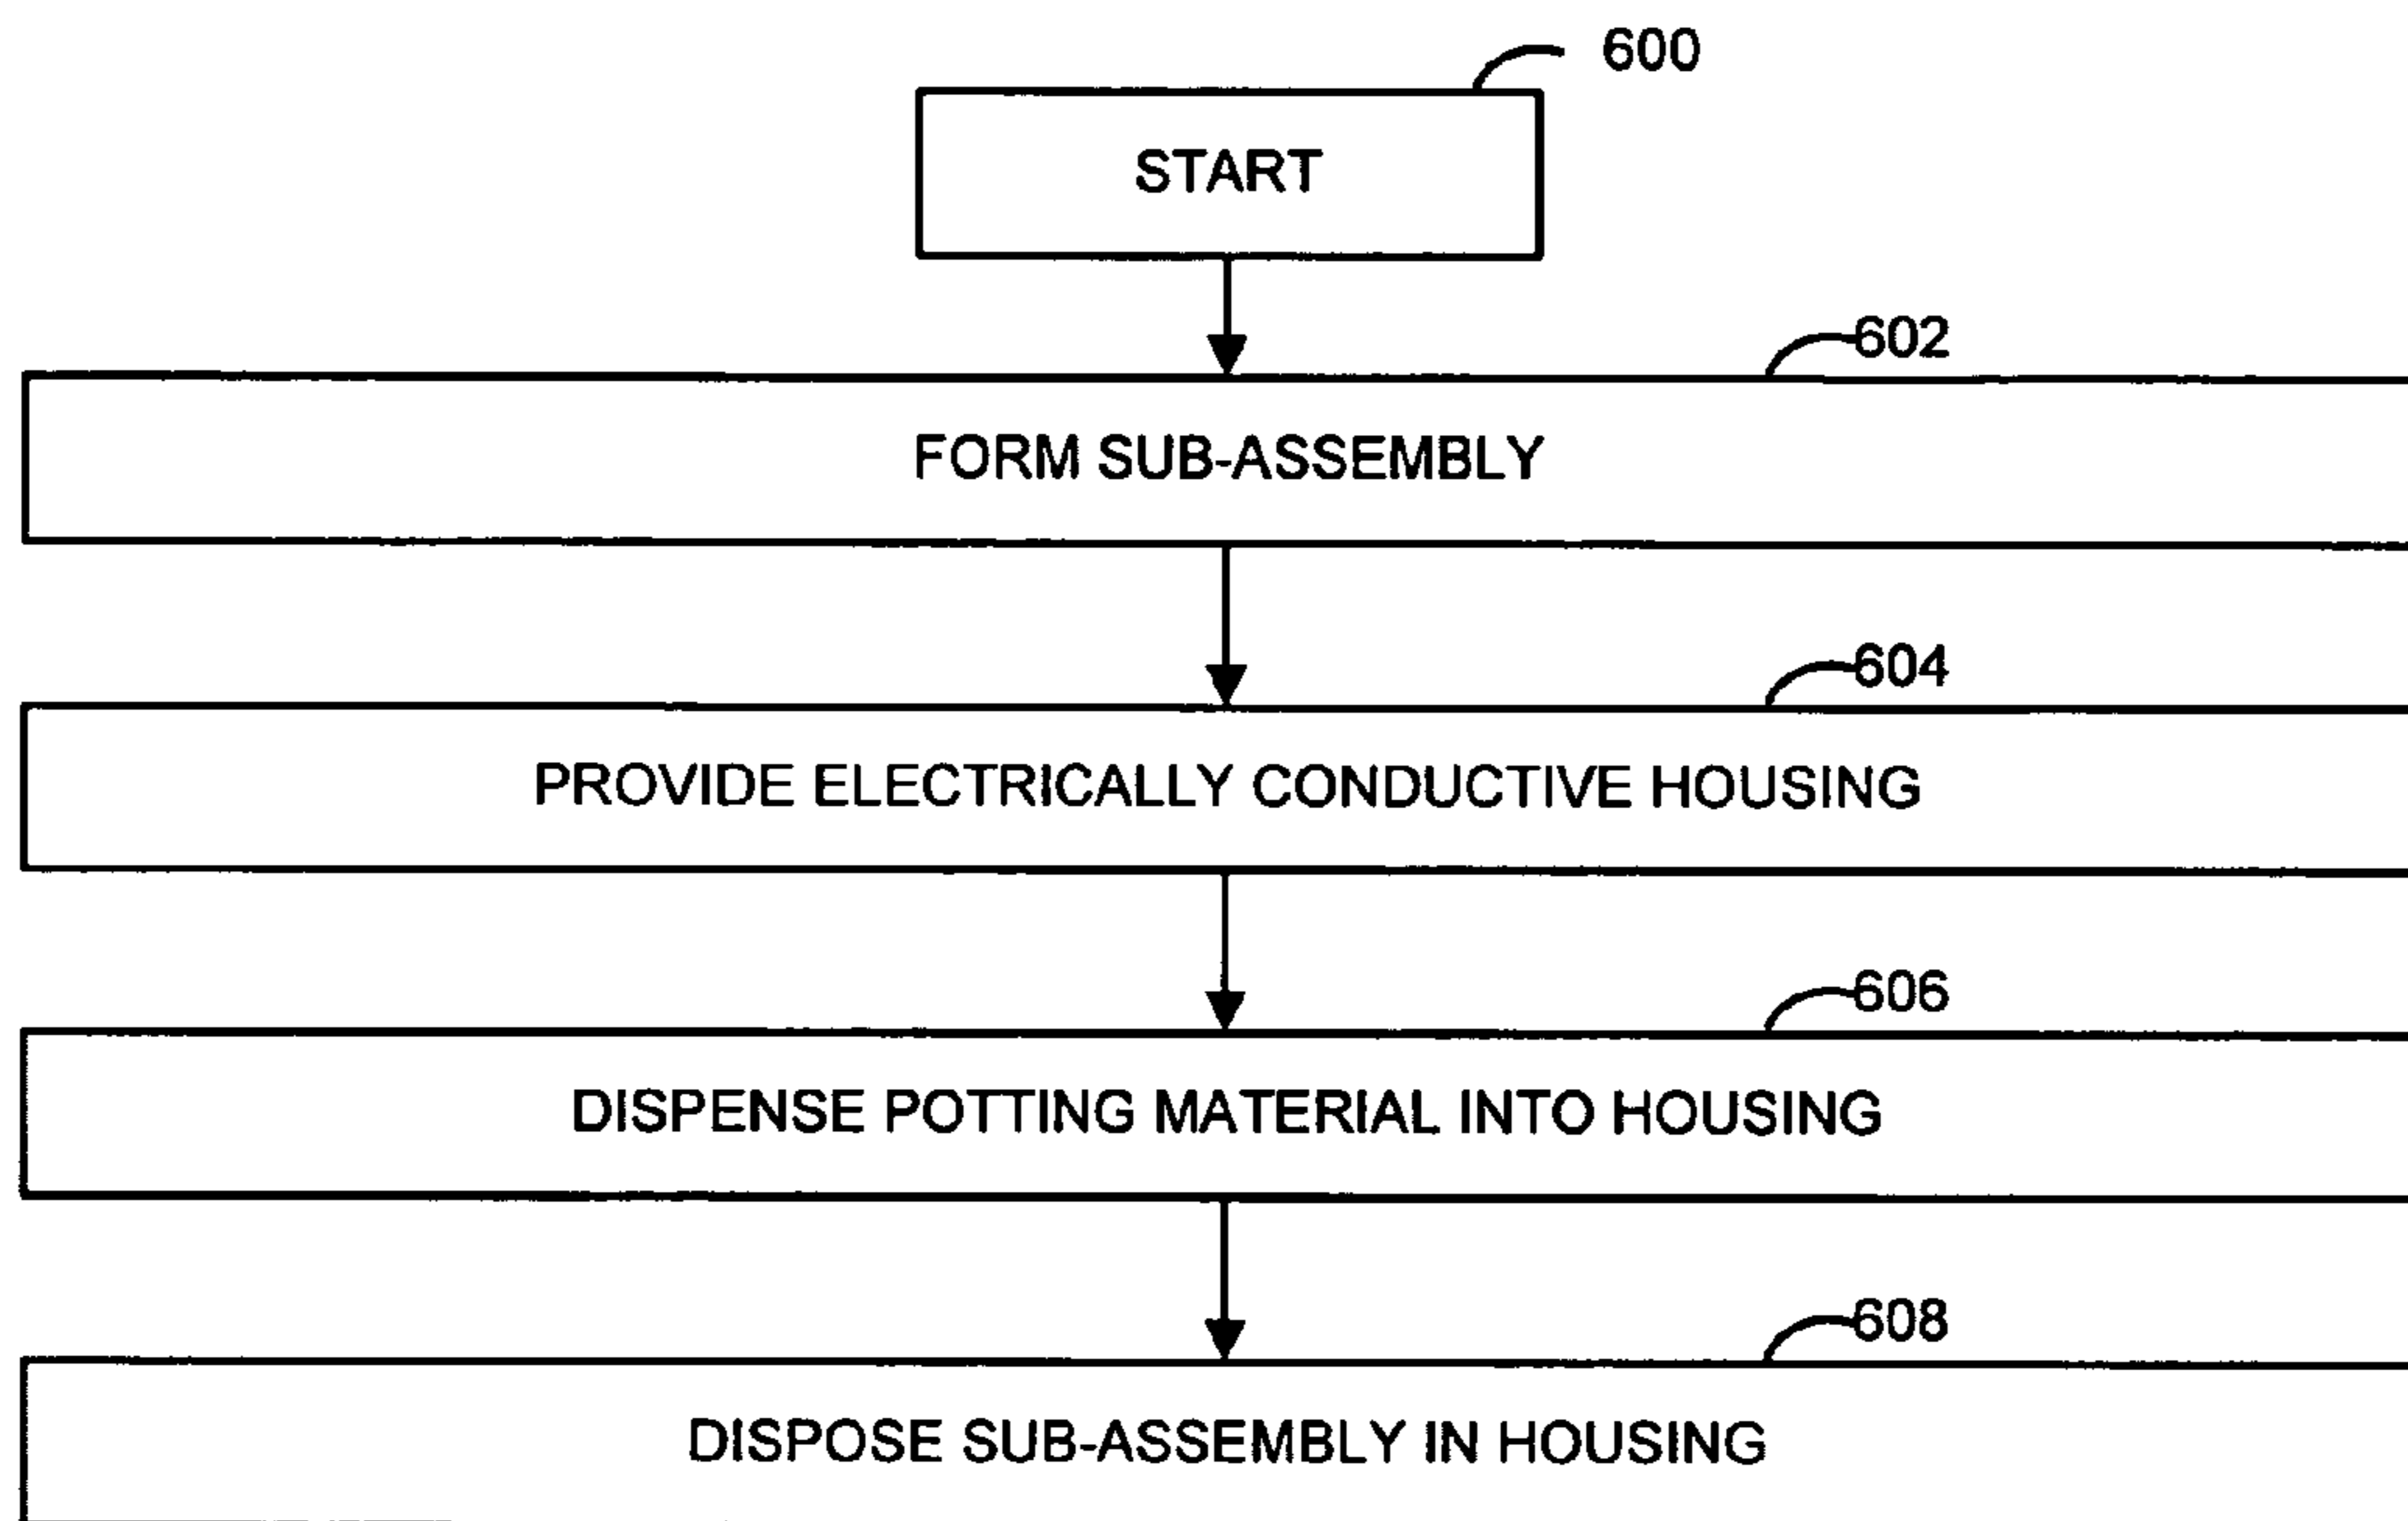 600
START
602
FORM SUB-ASSEMBLY
604
PROVIDE ELECTRICALLY CONDUCTIVE HOUSING
606
DISPENSE POTTING MATERIAL INTO HOUSING
608
DISPOSE SUB-ASSEMBLY IN HOUSING